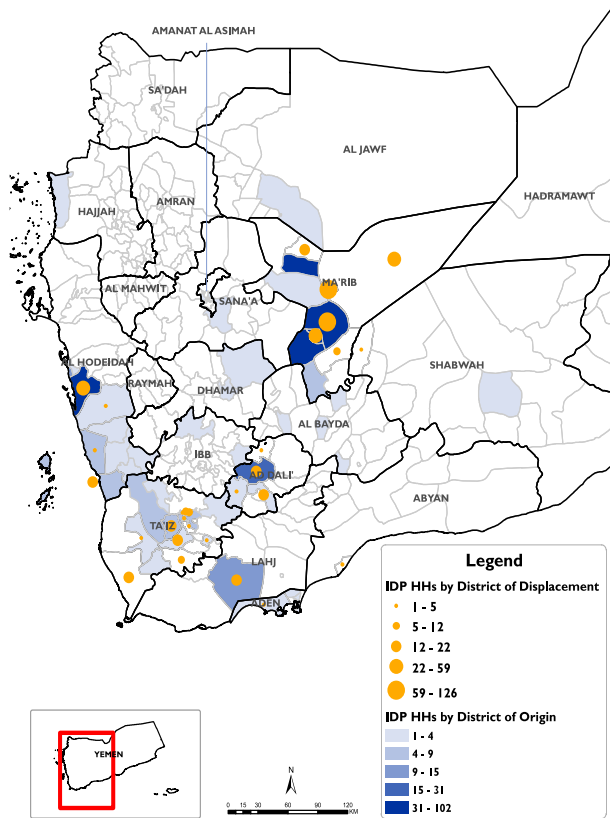 AMANAT AL ASIMAH
SA'DAH
AL JAWF
HADRAMAWT
HAJJAH
AMRAN
MA'RIB
AL MAHWIT
SANA'A
AL HODEIDAH
RAYMAH
DHAMAR
SHABWAH
AL BAYDA
IBB
AD DALI'
ABYAN
TA'IZ
LAHJ
ADEN
Legend
IDP HHs by District of Displacement
1 - 5
5 - 12
12 - 22
22 - 59
59 - 126
IDP HHs by District of Origin
1 - 4
4 - 9
9 - 15
15 - 31
31 - 102
YEMEN
N
0 15 30 60 90 120
KM